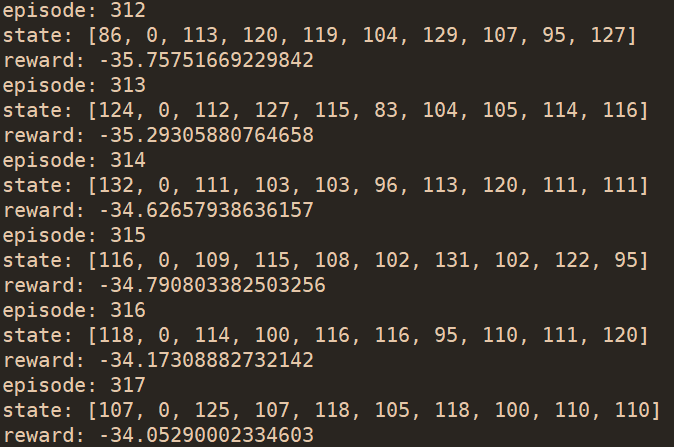 episode: 312
state: [86, 0, 113, 120, 119, 104, 129, 107, 95, 127]
reward: -35.75751669229842
episode: 313
state: [124, 0, 112, 127, 115, 83, 104, 105, 114, 116]
reward: -35.29305880764658
episode: 314
state: [132, 0, 111, 103, 103, 96, 113, 120, 111, 111]
reward: -34.62657938636157
episode: 315
state: [116, 0, 109, 115, 108, 102, 131, 102, 122, 95]
reward: -34.790803382503256
episode: 316
state: [118, 0, 114, 100, 116, 116, 95, 110, 111, 120]
reward: -34.17308882732142
episode: 317
state: [107, 0, 125, 107, 118, 105, 118, 100, 110, 110]
reward: -34.05290002334603